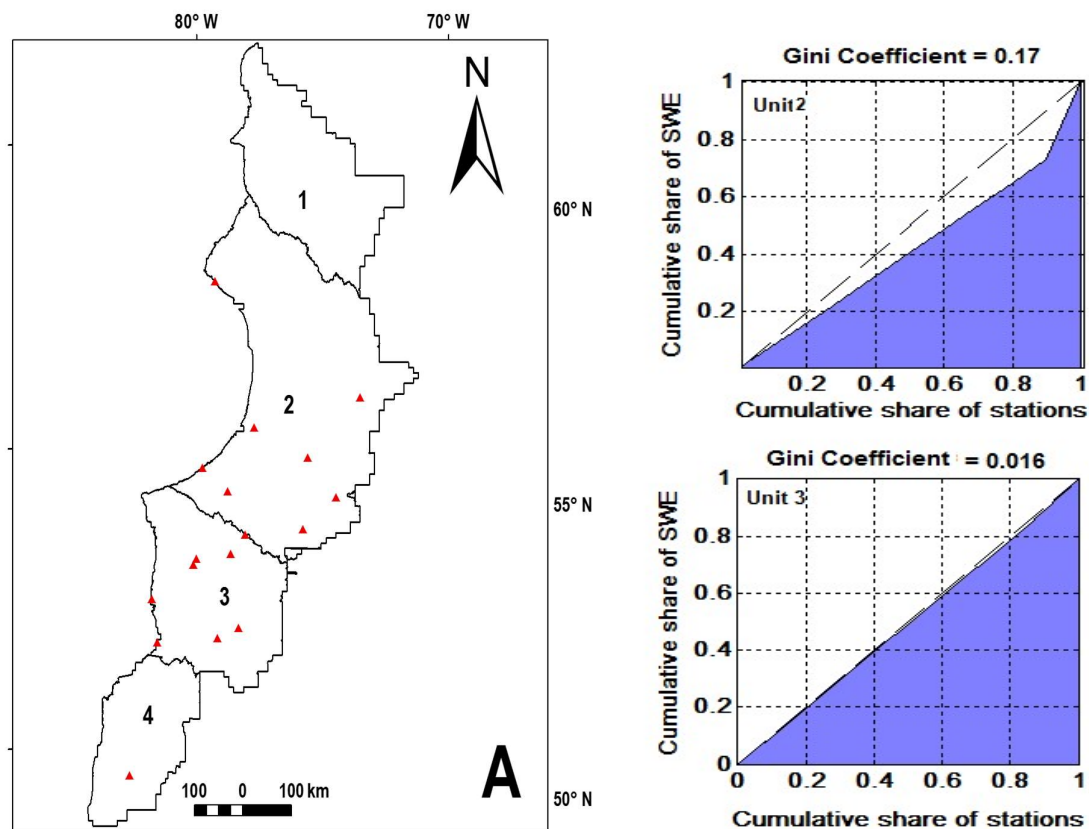 80° W 70° W
N
1
60° N
2
55° N
3
4
A
100 0 100 km
50° N
Gini Coefficient = 0.17
Unit2
Cumulative share of SWE
1
0.8
0.6
0.4
0.2
0.2 0.4 0.6 0.8 1
Cumulative share of stations
Gini Coefficient = 0.016
Unit 3
Cumulative share of SWE
1
0.8
0.6
0.4
0.2
0
0 0.2 0.4 0.6 0.8 1
Cumulative share of stations